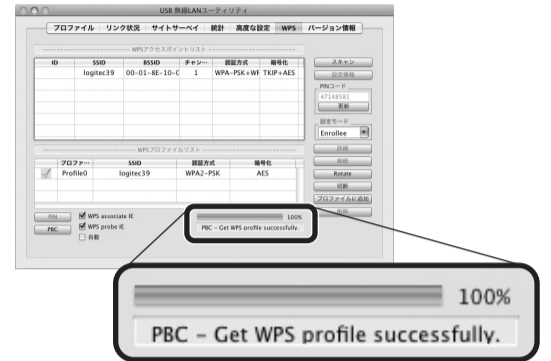 USB 無線LANユーティリティ
プロファイル リンク状況 サイトサーベイ 統計 高度な設定 WPS バージョン情報
WPSアクセスポイントリスト
ID SSID BSSID チャン… 認証方式 暗号化
logitec39 00-01-8E-10-C 1 WPA-PSK+WF TKIP+AES
スキャン
設定情報
PINコード
47148581
更新
設定モード
Enrollee
WPSプロファイルリスト
プロファ… SSID 認証方式 暗号化
Profile0 logitec39 WPA2-PSK AES
詳細
接続
Rotate
切断
プロファイルに追加
削除
PIN WPS associate IE
PBC WPS probe IE
自動
100%
PBC - Get WPS profile successfully.
100%
PBC – Get WPS profile successfully.